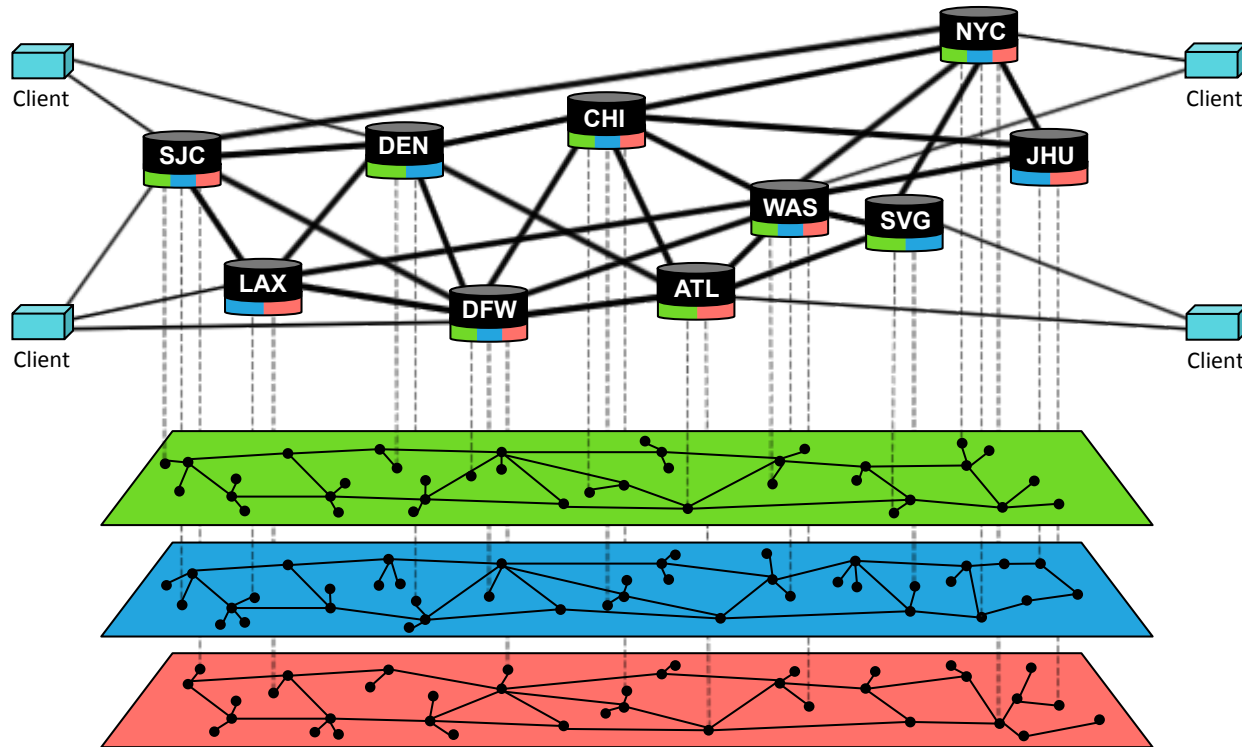 NYC
Client
Client
CHI
DEN
SJC
JHU
WAS
SVG
LAX
ATL
DFW
Client
Client